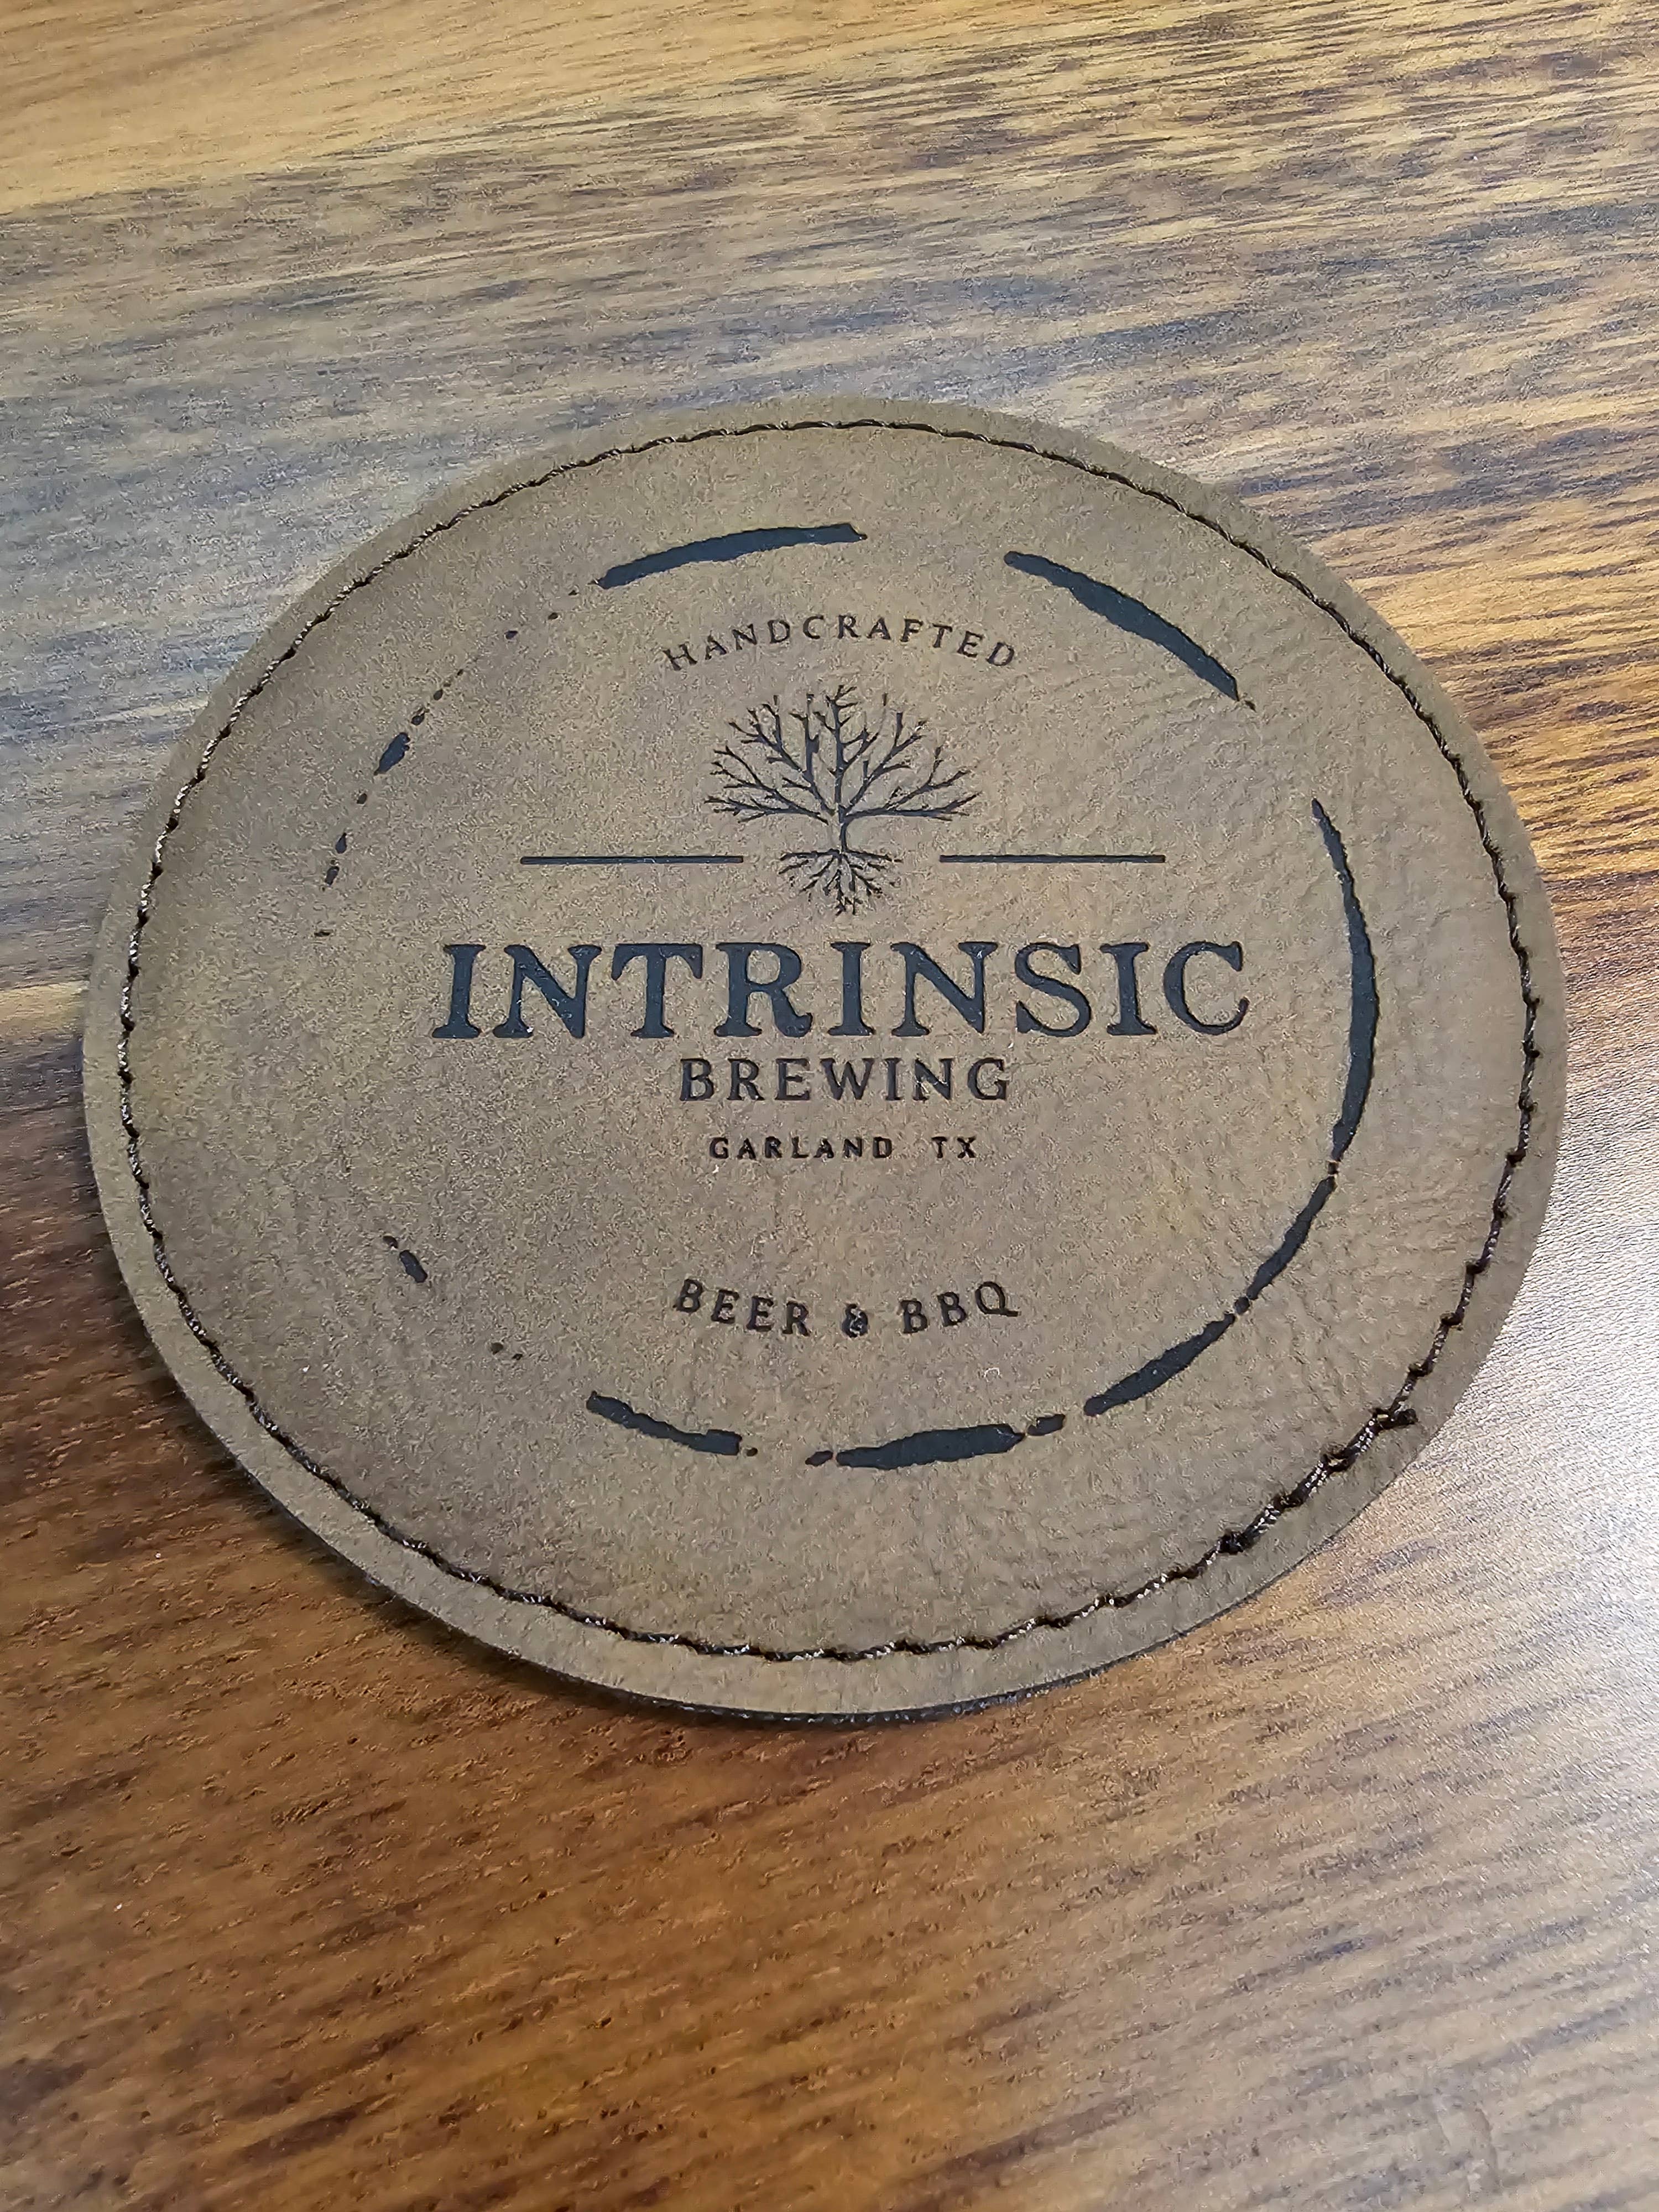 HANDCRAFTED
INTRINSIC
BREWING
GARLAND TX
BEER & BBQ